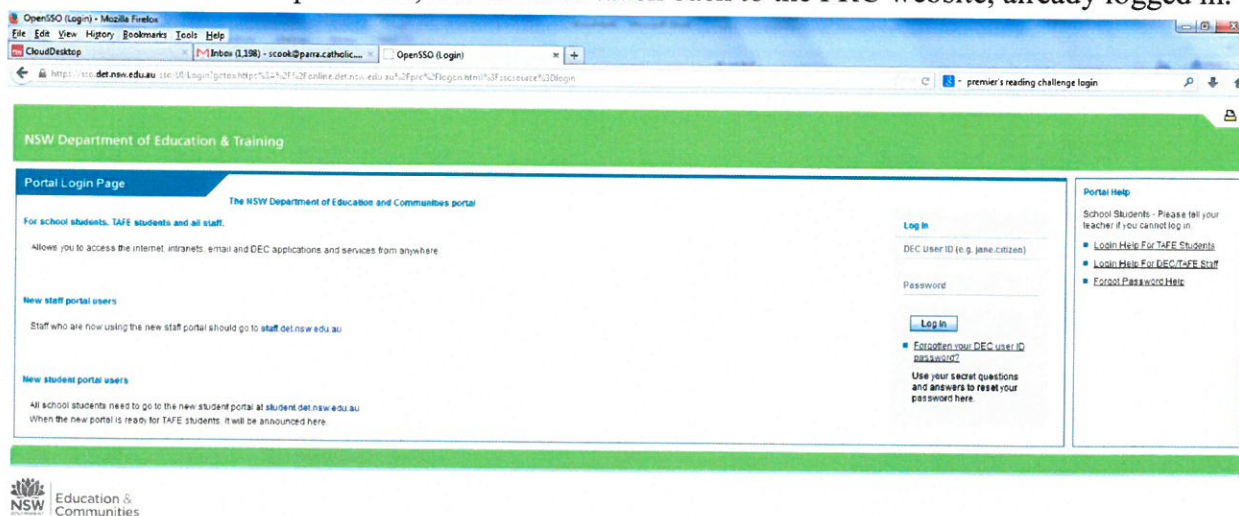 back to the PRC website, already logged in.
OpenSSO (Login) - Mozilla Firefox
File Edit View History Bookmarks Tools Help
CloudDesktop
Inbox (1,198) - scook@parra.catholic....
OpenSSO (Login)
premier's reading challenge login
NSW Department of Education & Training
Portal Login Page
The NSW Department of Education and Communities portal
For school students, TAFE students and all staff.
Allows you to access the internet, intranets, email and DEC applications and services from anywhere.
New staff portal users
Staff who are now using the new staff portal should go to staff.det.nsw.edu.au
New student portal users
All school students need to go to the new student portal at student.det.nsw.edu.au
When the new portal is ready for TAFE students, it will be announced here.
Log In
DEC User ID (e.g. jane.citizen)
Password
Log In
Forgotten your DEC user ID
password?
Use your secret questions
and answers to reset your
password here.
Portal Help
School Students - Please tell your
teacher if you cannot log in.
Login Help For TAFE Students
Login Help For DEC/TAFE Staff
Forgot Password Help
NSW
GOVERNMENT
Education &
Communities